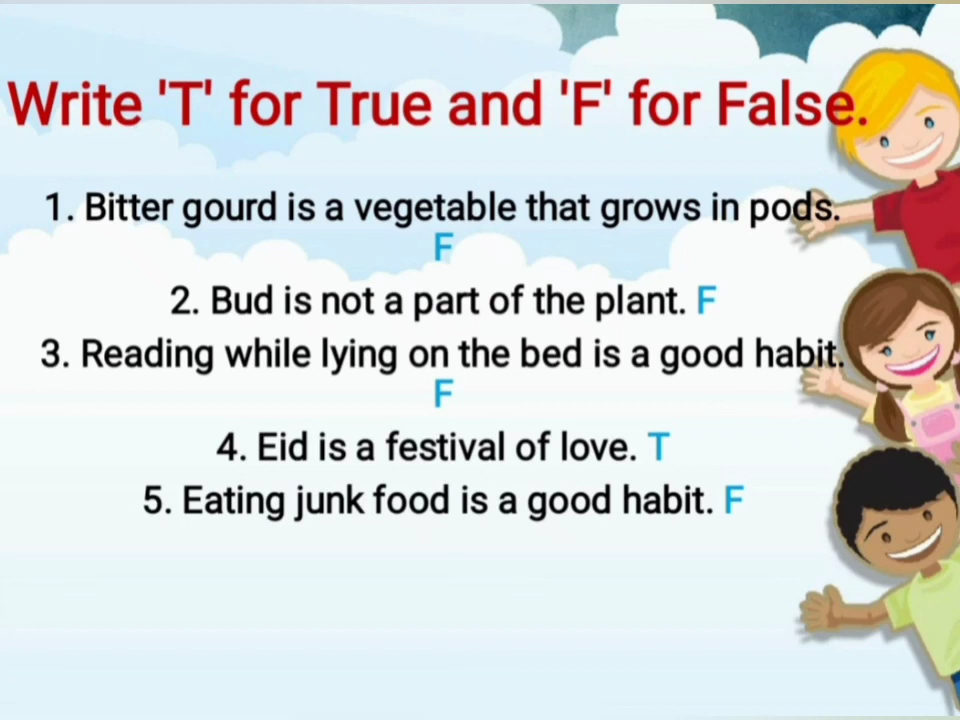 Write 'T' for True and 'F' for False.
1. Bitter gourd is a vegetable that grows in pods.
F
2. Bud is not a part of the plant. F
3. Reading while lying on the bed is a good habit.
F
4. Eid is a festival of love. T
5. Eating junk food is a good habit. F